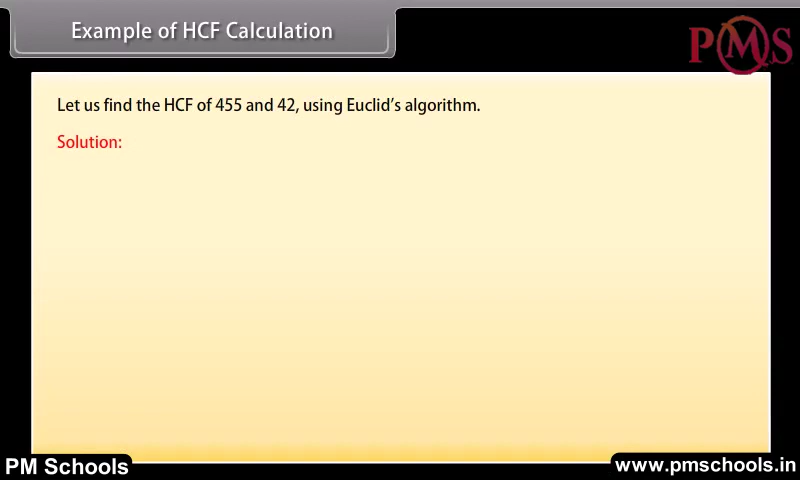 Example of HCF Calculation
PMS
Let us find the HCF of 455 and 42, using Euclid's algorithm.
Solution:
PM Schools
www.pmschools.in